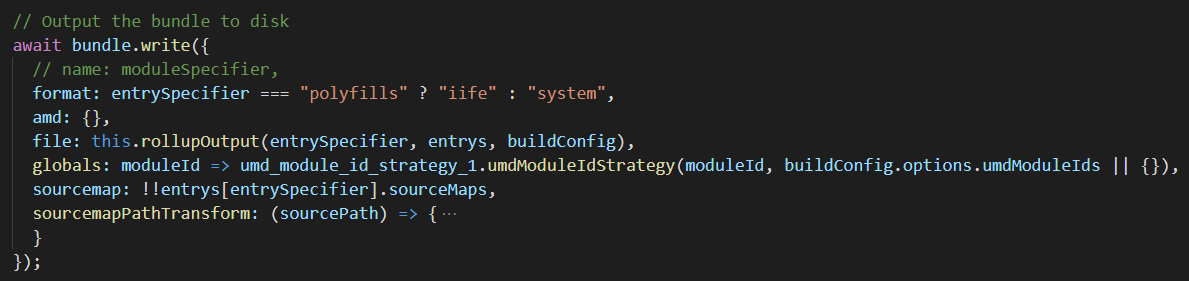 // Output the bundle to disk
await bundle.write({
// name: moduleSpecifier,
format: entrySpecifier === "polyfills" ? "iife" : "system",
amd: {},
file: this.rollupOutput(entrySpecifier, entrys, buildConfig),
globals: moduleId => umd_module_id_strategy_1.umdModuleIdStrategy(moduleId, buildConfig.options.umdModuleIds || {}),
sourcemap: !!entrys[entrySpecifier].sourceMaps,
sourcemapPathTransform: (sourcePath) => {···
}
});